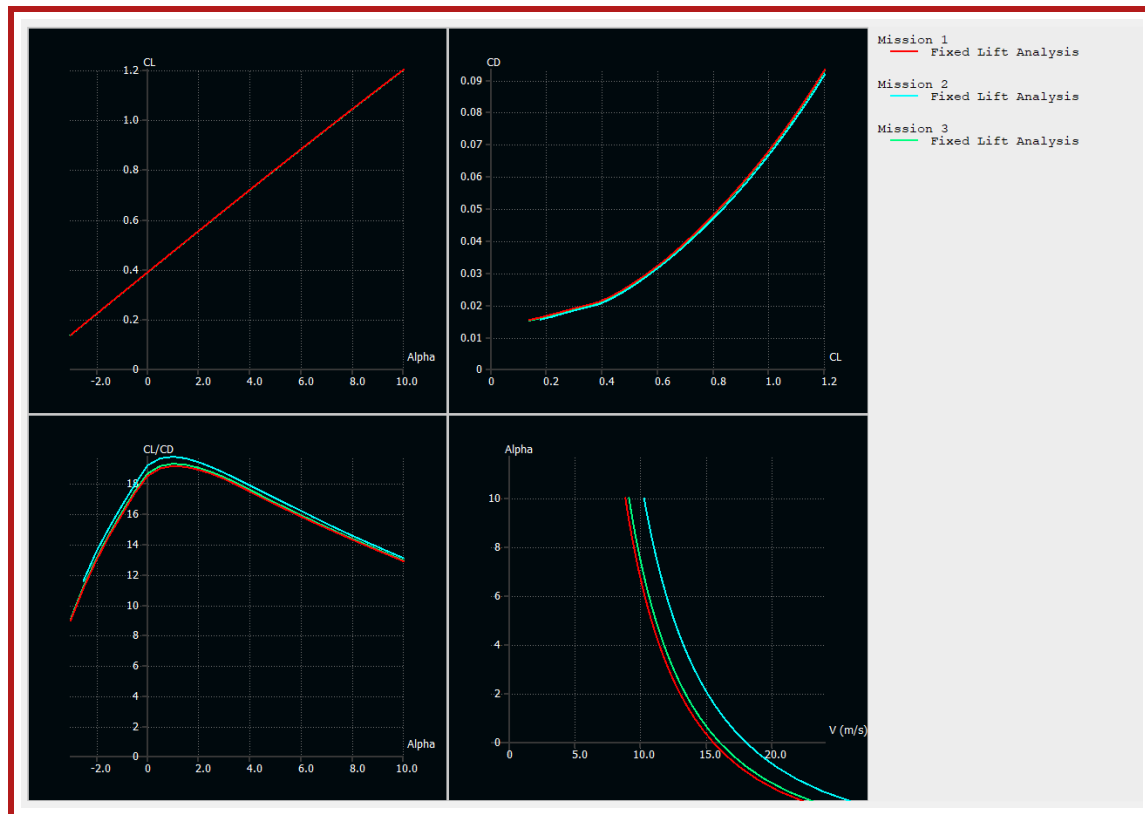 CL
1.2
1.0
0.8
0.6
0.4
0.2
0
Alpha
-2.0 0 2.0 4.0 6.0 8.0 10.0
CD
0.09
0.08
0.07
0.06
0.05
0.04
0.03
0.02
0.01
0
CL
0 0.2 0.4 0.6 0.8 1.0 1.2
Mission 1
Fixed Lift Analysis
Mission 2
Fixed Lift Analysis
Mission 3
Fixed Lift Analysis
CL/CD
18
16
14
12
10
8
6
4
2
0
Alpha
-2.0 0 2.0 4.0 6.0 8.0 10.0
Alpha
10
8
6
4
2
0
V (m/s)
0 5.0 10.0 15.0 20.0